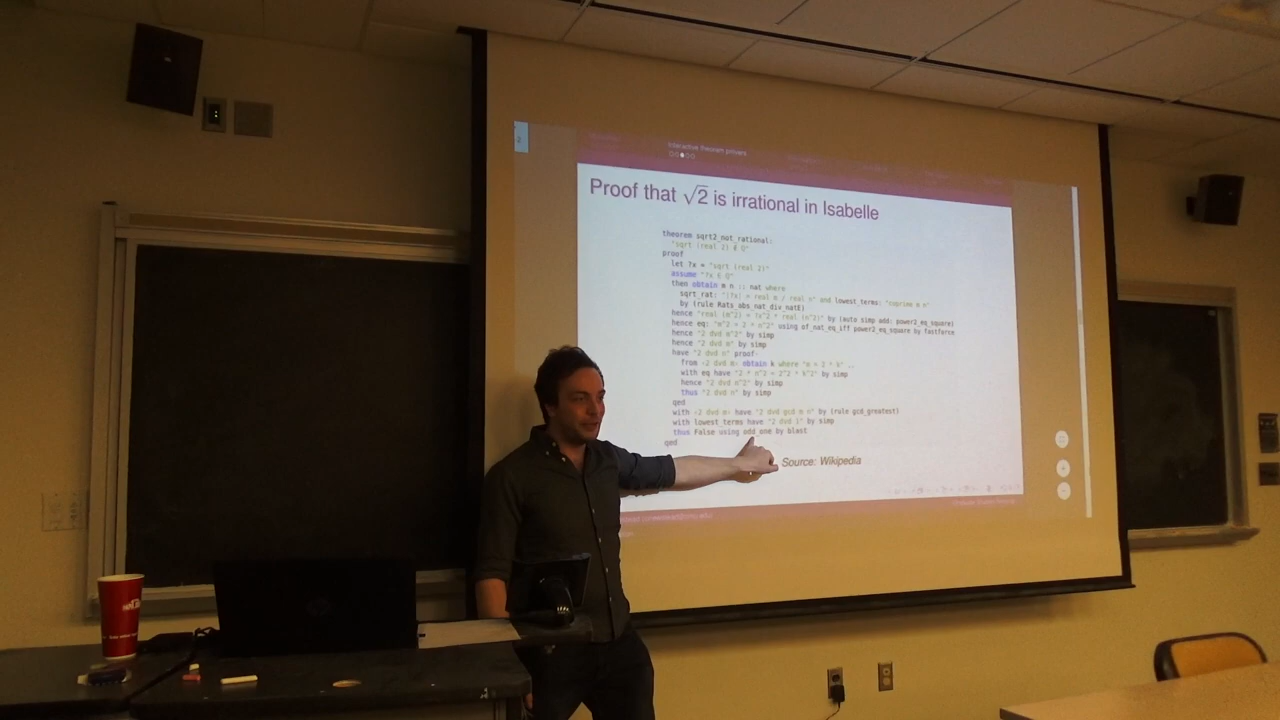 Interactive theorem provers
Proof that √2 is irrational in Isabelle
theorem sqrt2_not_rational:
"sqrt (real 2) ∉ ℚ"
proof
let ?x = "sqrt (real 2)"
assume "?x ∈ ℚ"
then obtain m n :: nat where
sqrt_rat: "¦?x¦ = real m / real n" and lowest_terms: "coprime m n"
by (rule Rats_abs_nat_div_natE)
hence "real (m^2) = ?x^2 * real (n^2)" by (auto simp add: power2_eq_square)
hence eq: "m^2 = 2 * n^2" using of_nat_eq_iff power2_eq_square by fastforce
hence "2 dvd m^2" by simp
hence "2 dvd m" by simp
have "2 dvd n" proof-
from ‹2 dvd m› obtain k where "m = 2 * k" ..
with eq have "2 * n^2 = 2^2 * k^2" by simp
hence "2 dvd n^2" by simp
thus "2 dvd n" by simp
qed
with ‹2 dvd m› have "2 dvd gcd m n" by (rule gcd_greatest)
with lowest_terms have "2 dvd 1" by simp
thus False using odd_one by blast
qed
Source: Wikipedia